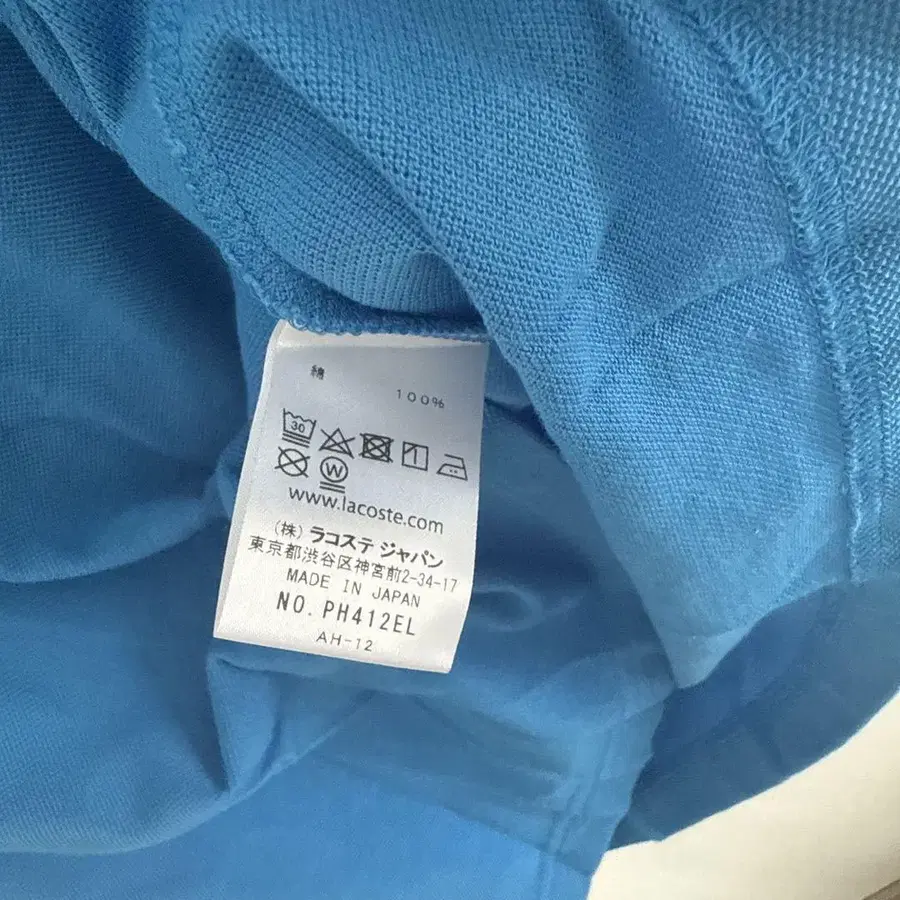 綿 100%
30
W
www.lacoste.com
(株) ラコステ ジャパン
東京都渋谷区神宮前2-34-17
MADE IN JAPAN
NO. PH412EL
AH-12